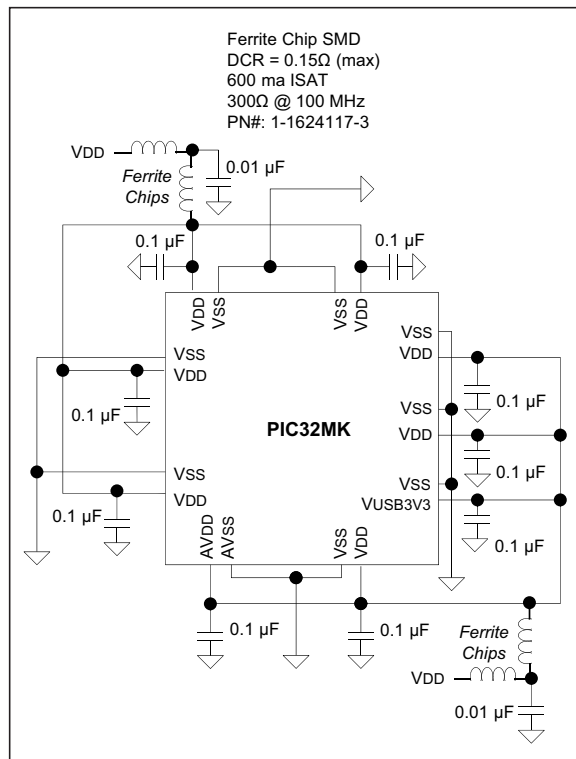 Ferrite Chip SMD
DCR = 0.15Ω (max)
600 ma ISAT
300Ω @ 100 MHz
PN#: 1-1624117-3
VDD
0.01 µF
Ferrite
Chips
0.1 µF
0.1 µF
VDD
VSS
VSS
VDD
VSS
VDD
VSS
VDD
0.1 µF
0.1 µF
VSS
VDD
PIC32MK
0.1 µF
VSS
VDD
VSS
VUSB3V3
0.1 µF
0.1 µF
AVDD
AVSS
VSS
VDD
0.1 µF
0.1 µF
0.1 µF
Ferrite
Chips
VDD
0.01 µF